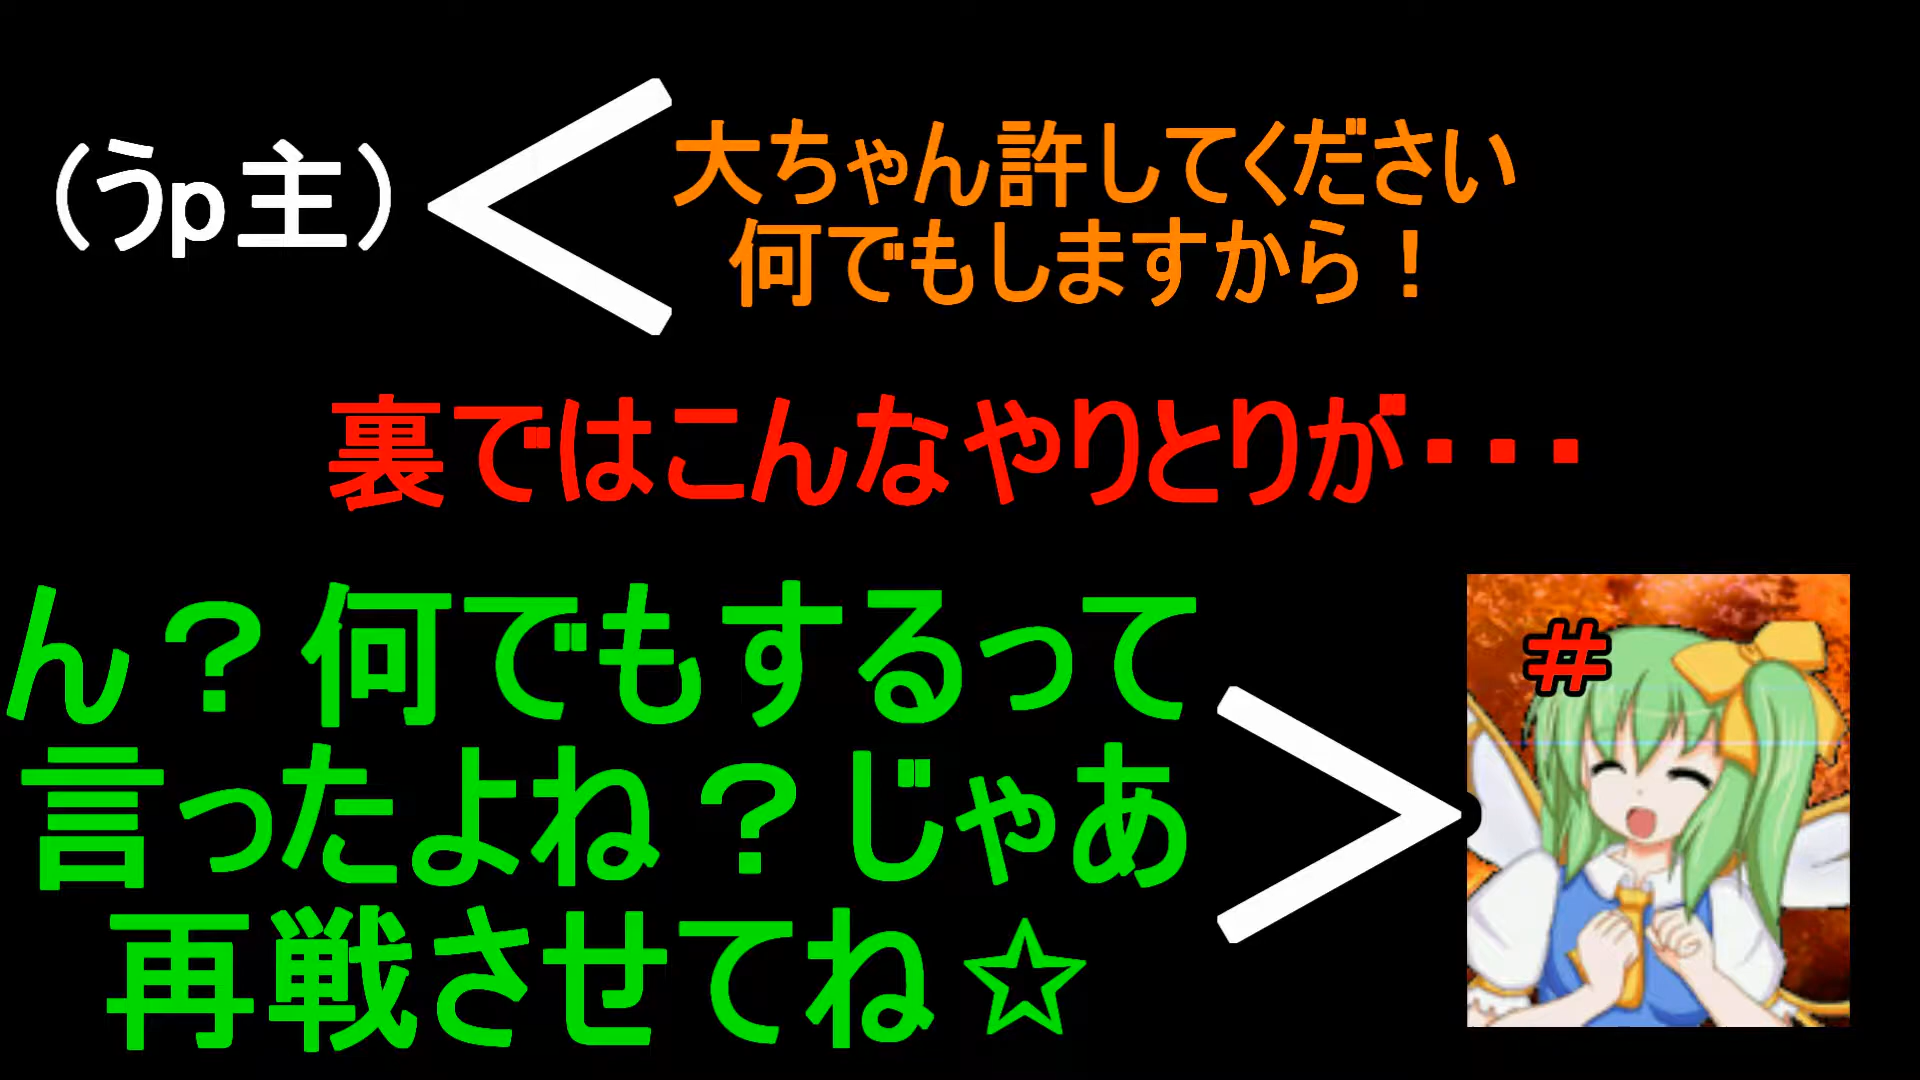 (うp主)
大ちゃん許してください
何でもしますから！
裏ではこんなやりとりが・・・
ん？何でもするって
言ったよね？じゃあ
再戦させてね☆
#